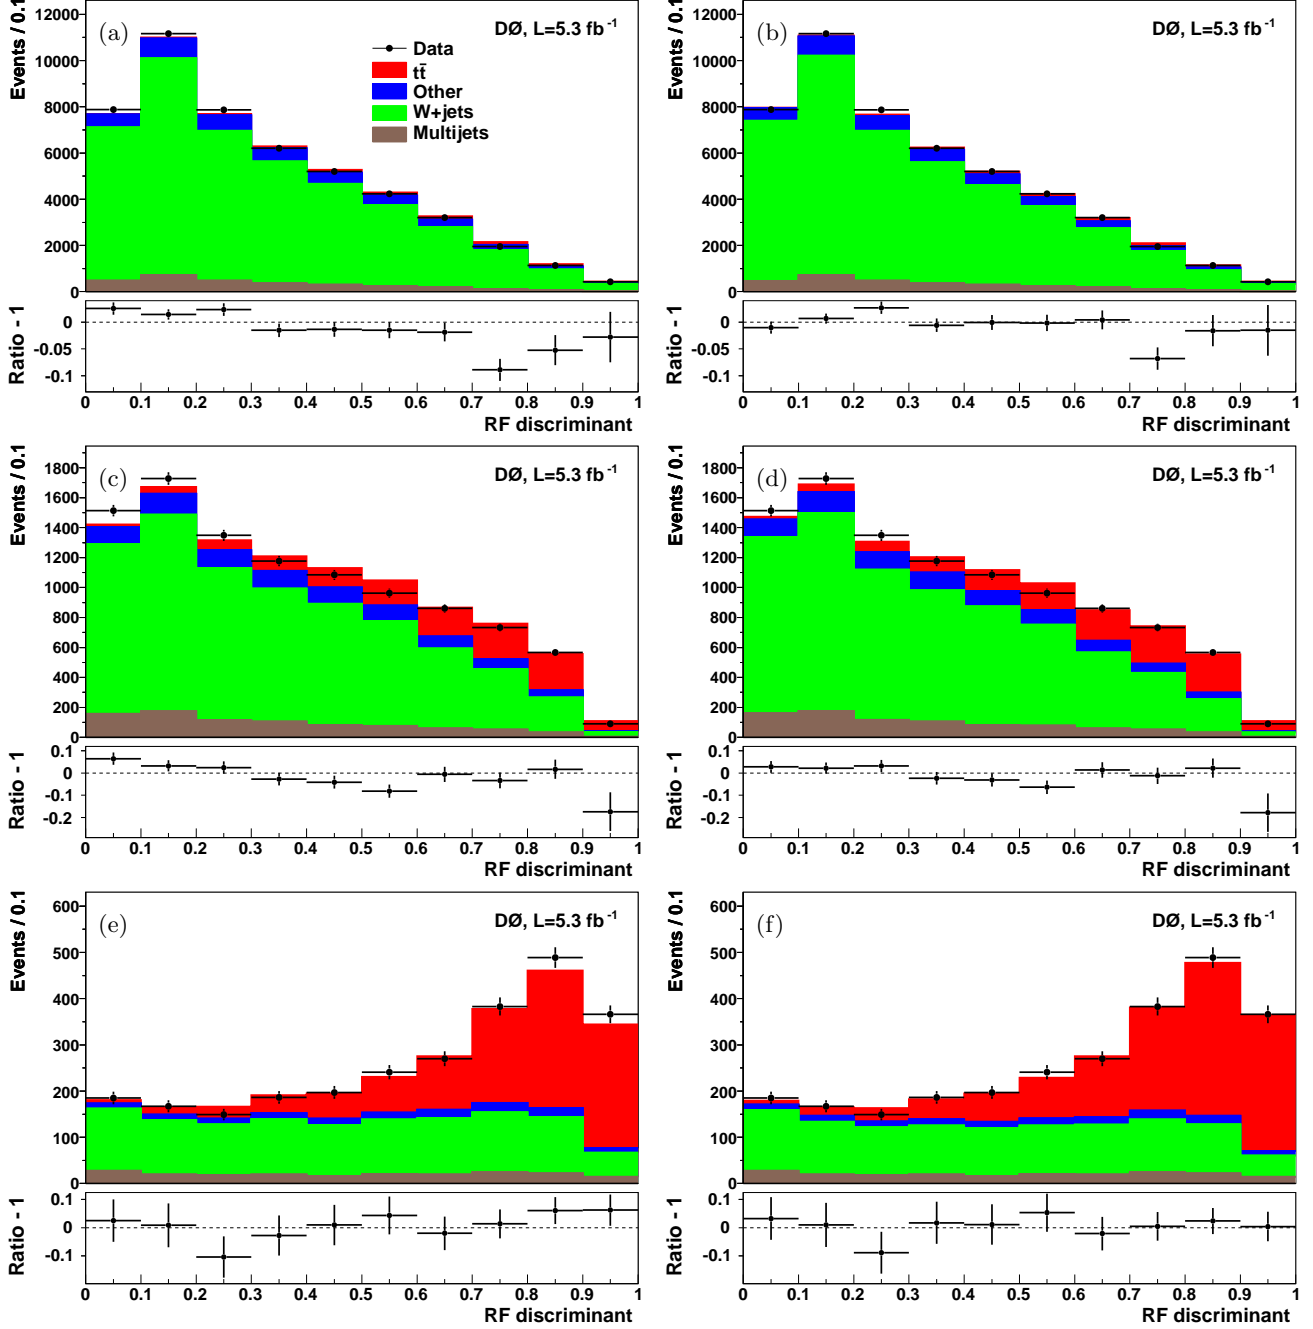 (a)
DØ, L=5.3 fb -1
Data
tt̄
Other
W+jets
Multijets
Events / 0.1
12000
10000
8000
6000
4000
2000
0
Ratio - 1
0
-0.05
-0.1
0 0.1 0.2 0.3 0.4 0.5 0.6 0.7 0.8 0.9 1
RF discriminant
(b)
DØ, L=5.3 fb -1
Events / 0.1
12000
10000
8000
6000
4000
2000
0
Ratio - 1
0
-0.05
-0.1
0 0.1 0.2 0.3 0.4 0.5 0.6 0.7 0.8 0.9 1
RF discriminant
(c)
DØ, L=5.3 fb -1
Events / 0.1
1800
1600
1400
1200
1000
800
600
400
200
0
Ratio - 1
0.1
0
-0.1
-0.2
0 0.1 0.2 0.3 0.4 0.5 0.6 0.7 0.8 0.9 1
RF discriminant
(d)
DØ, L=5.3 fb -1
Events / 0.1
1800
1600
1400
1200
1000
800
600
400
200
0
Ratio - 1
0.1
0
-0.1
-0.2
0 0.1 0.2 0.3 0.4 0.5 0.6 0.7 0.8 0.9 1
RF discriminant
(e)
DØ, L=5.3 fb -1
Events / 0.1
600
500
400
300
200
100
0
Ratio - 1
0.1
0
-0.1
0 0.1 0.2 0.3 0.4 0.5 0.6 0.7 0.8 0.9 1
RF discriminant
(f)
DØ, L=5.3 fb -1
Events / 0.1
600
500
400
300
200
100
0
Ratio - 1
0.1
0
-0.1
0 0.1 0.2 0.3 0.4 0.5 0.6 0.7 0.8 0.9 1
RF discriminant